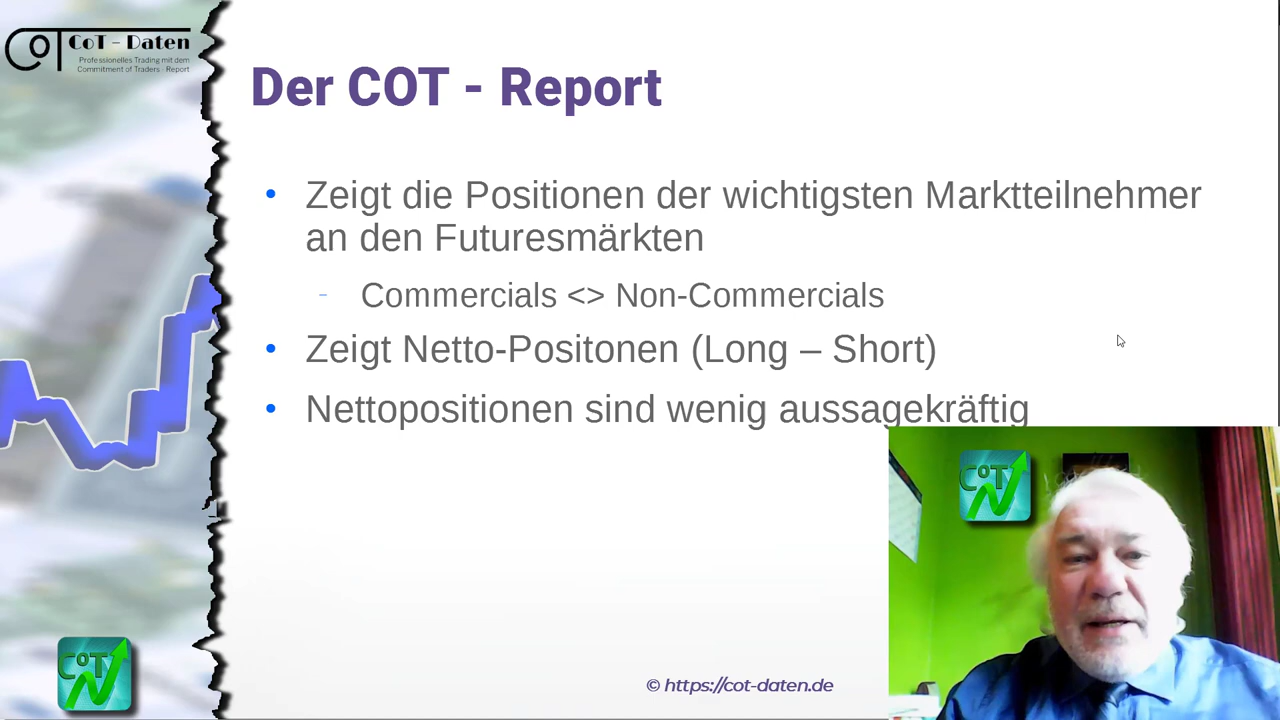 CoT - Daten
Professionelles Trading mit dem
Commitment of Traders - Report
Der COT - Report
Zeigt die Positionen der wichtigsten Marktteilnehmer
an den Futuresmärkten
- Commercials <> Non-Commercials
Zeigt Netto-Positonen (Long – Short)
Nettopositionen sind wenig aussagekräftig
CoT
CoT
© https://cot-daten.de